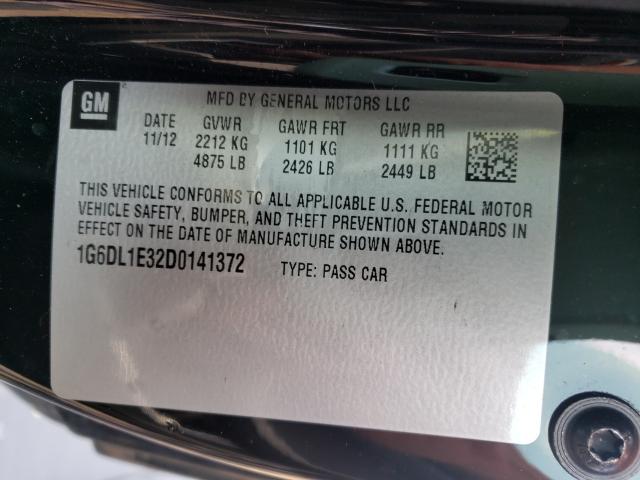 GM
MFD BY GENERAL MOTORS LLC
DATE GVWR GAWR FRT GAWR RR
11/12 2212 KG 1101 KG 1111 KG
4875 LB 2426 LB 2449 LB
THIS VEHICLE CONFORMS TO ALL APPLICABLE U.S. FEDERAL MOTOR
VEHICLE SAFETY, BUMPER, AND THEFT PREVENTION STANDARDS IN
EFFECT ON THE DATE OF MANUFACTURE SHOWN ABOVE.
1G6DL1E32D0141372 TYPE: PASS CAR